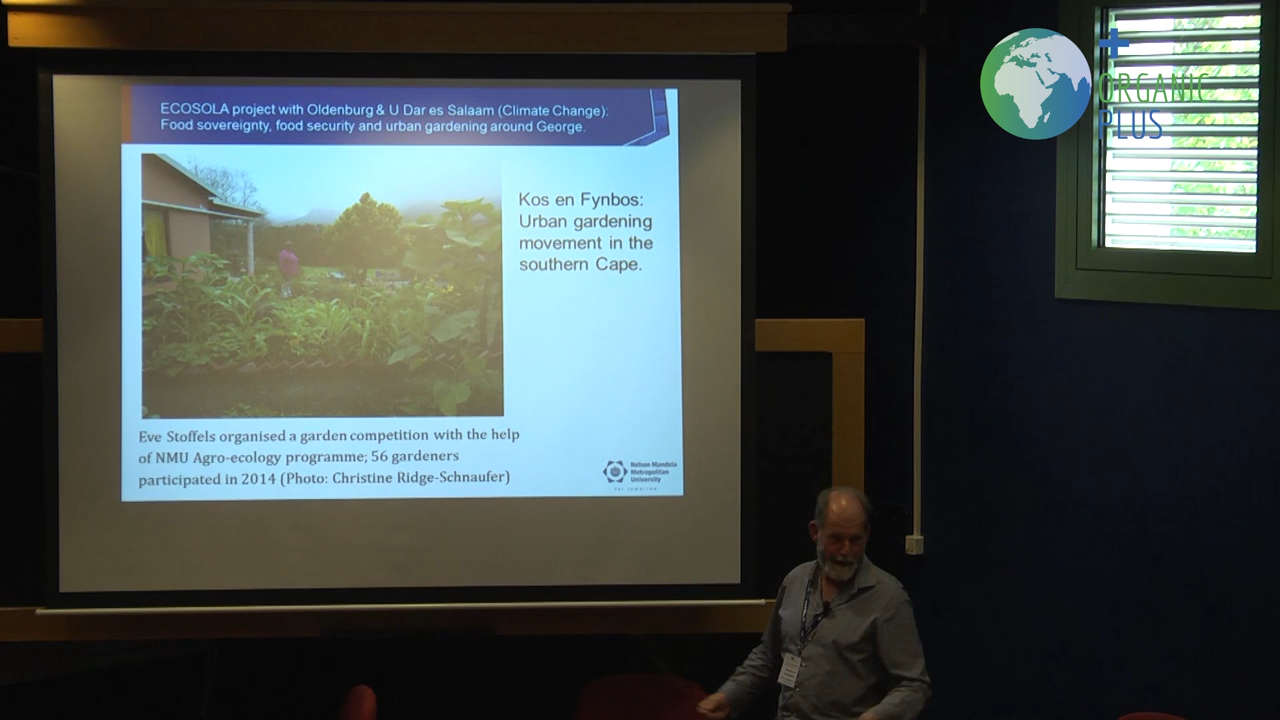 ECOSOLA project with Oldenburg & U Dar es Salaam (Climate Change):
Food sovereignty, food security and urban gardening around George.
Kos en Fynbos:
Urban gardening
movement in the
southern Cape.
Eve Stoffels organised a garden competition with the help
of NMU Agro-ecology programme; 56 gardeners
participated in 2014 (Photo: Christine Ridge-Schnaufer)
Nelson Mandela
Metropolitan
University
for tomorrow
+
ORGANIC
PLUS